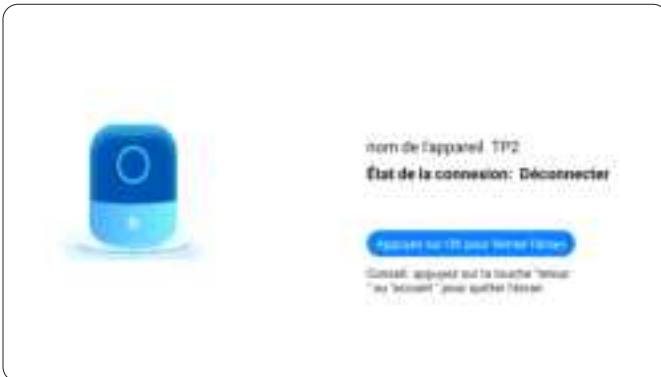 nom de l'appareil TP2
État de la connexion: Déconnecter
Appuyez sur OK pour fermer l'écran
Conseil: appuyez sur la touche "retour
" ou "accueil" pour quitter l'écran